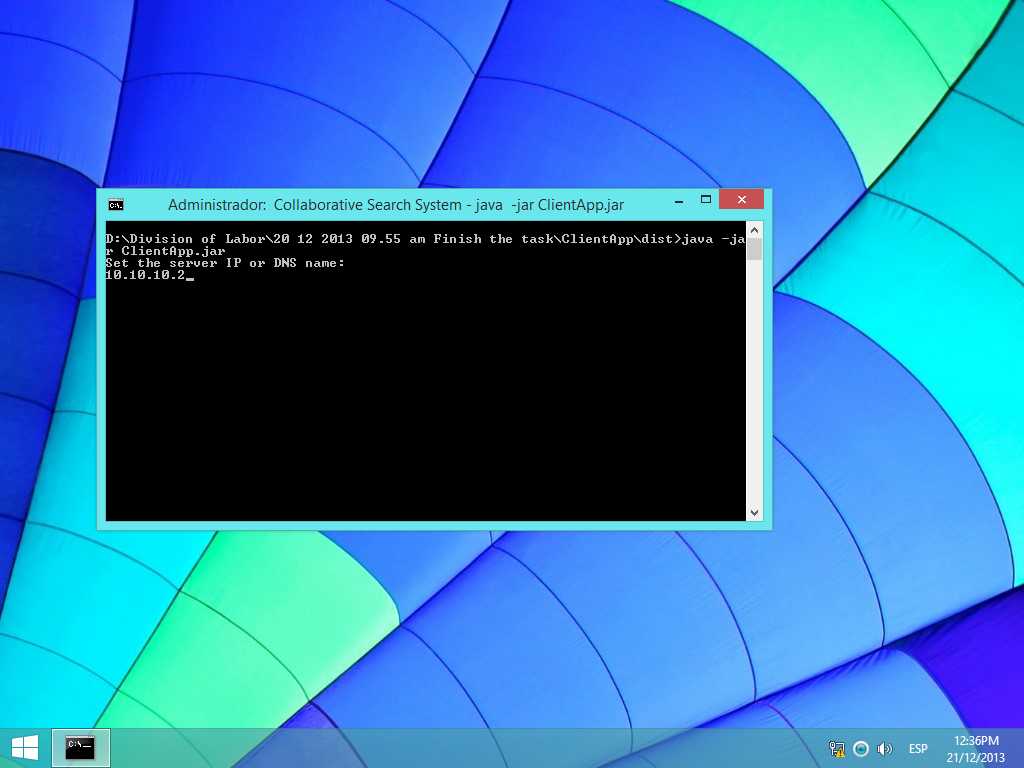 Administrador:  Collaborative Search System - java  -jar ClientApp.jar
D:\Division of Labor\20 12 2013 09.55 am Finish the task\ClientApp\dist>java -ja
r ClientApp.jar
Set the server IP or DNS name:
10.10.10.2_
C:\_
ESP
12:36PM
21/12/2013